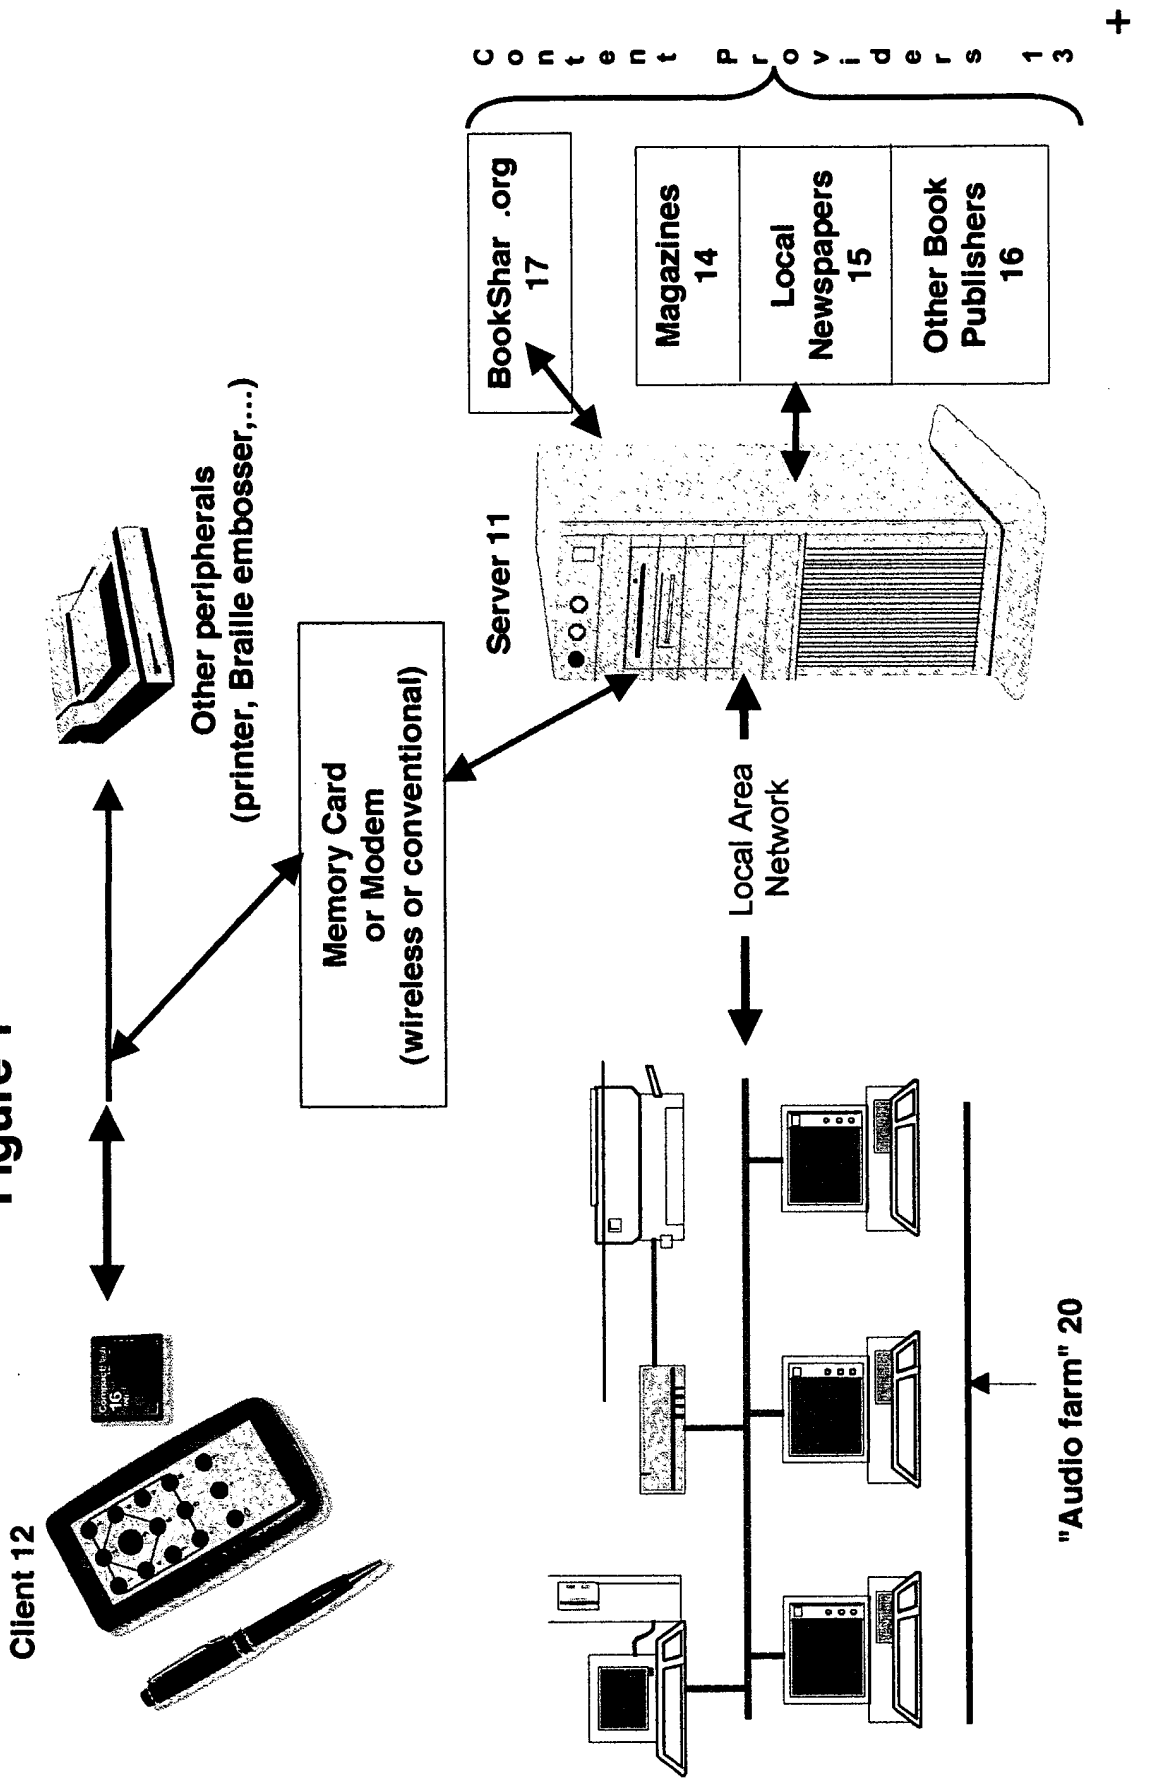 Figure 1
Client 12
16
Other peripherals
(printer, Braille embosser,...)
Memory Card
or Modem
(wireless or conventional)
Server 11
BookShar .org
17
Magazines
14
Local
Newspapers
15
Other Book
Publishers
16
Content Providers 13
Local Area
Network
"Audio farm" 20
+